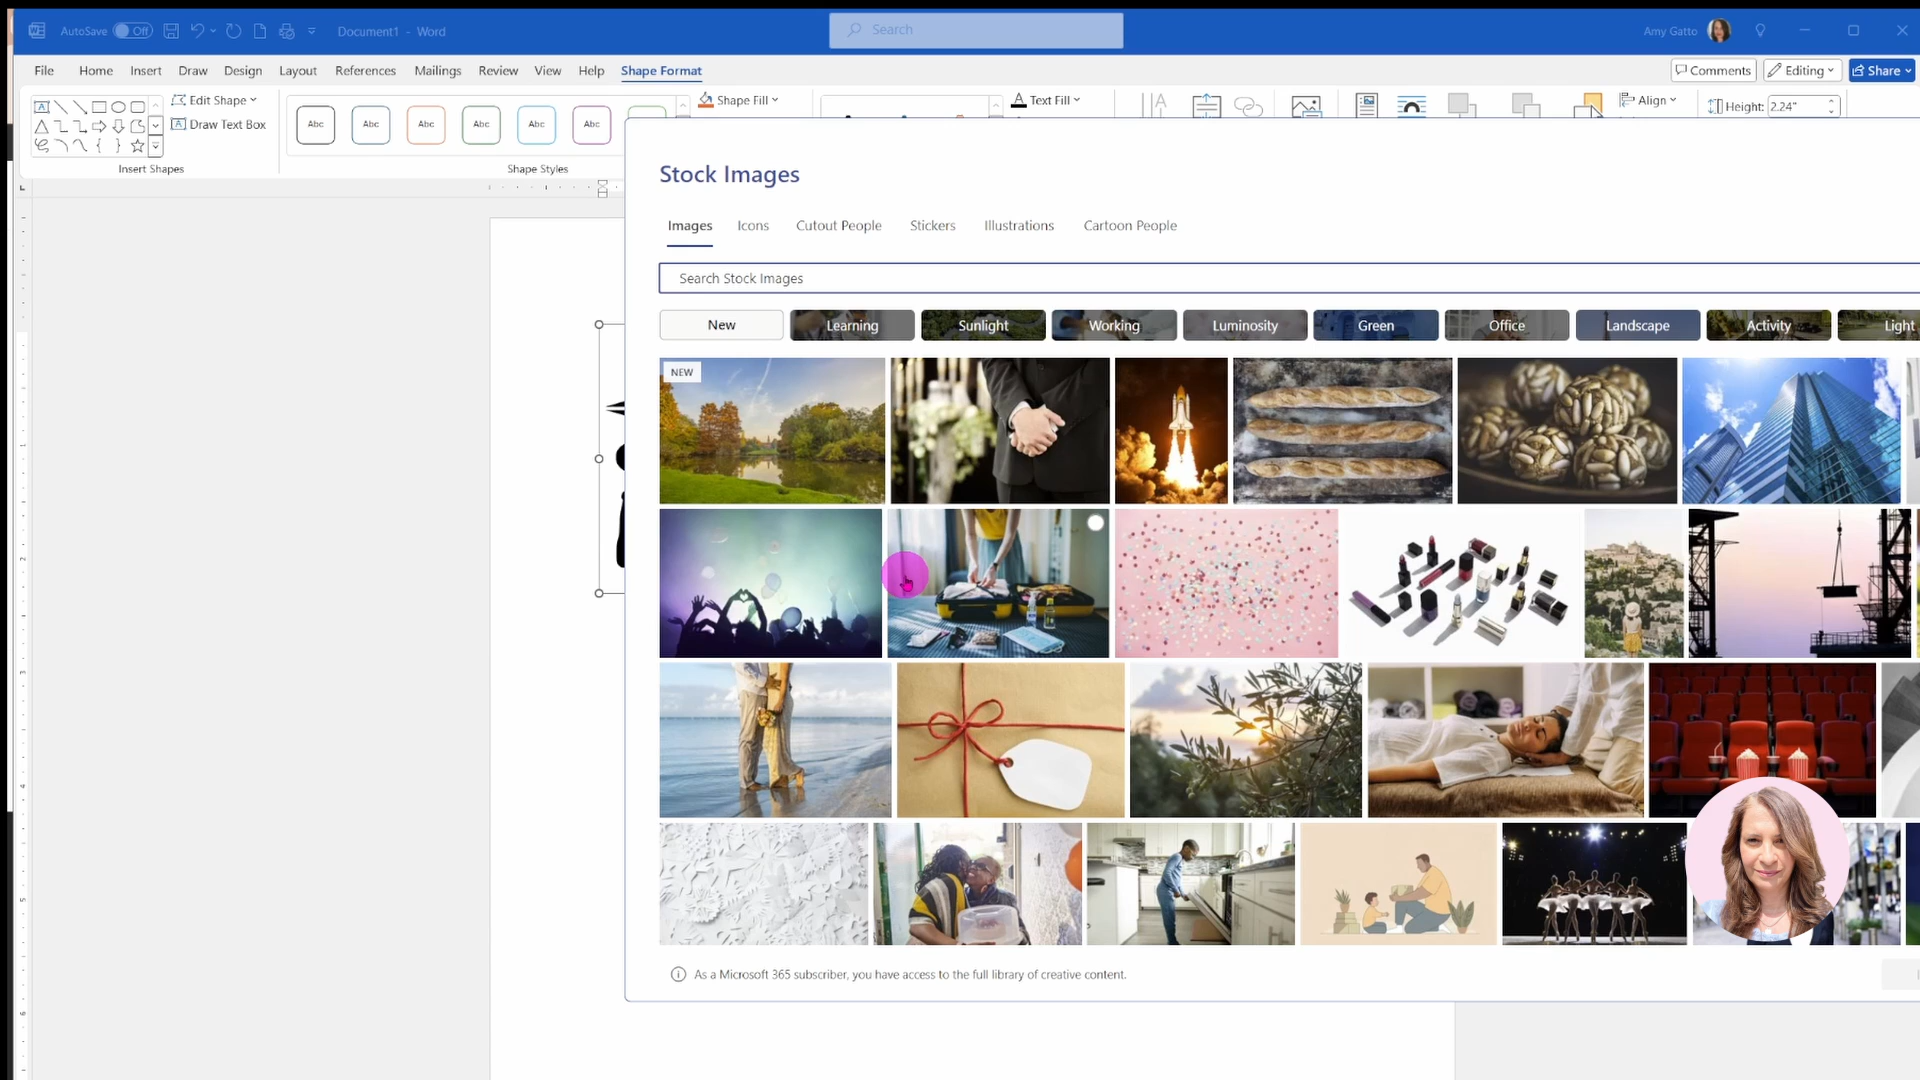 AutoSave Off Document1 - Word Search Amy Gatto
File Home Insert Draw Design Layout References Mailings Review View Help Shape Format Comments Editing Share
Edit Shape
Draw Text Box
Insert Shapes
Abc Abc Abc Abc Abc Abc
Shape Styles
Shape Fill
A Text Fill
Align
Height: 2.24"
Stock Images
Images Icons Cutout People Stickers Illustrations Cartoon People
Search Stock Images
New Learning Sunlight Working Luminosity Green Office Landscape Activity Light
NEW
As a Microsoft 365 subscriber, you have access to the full library of creative content.